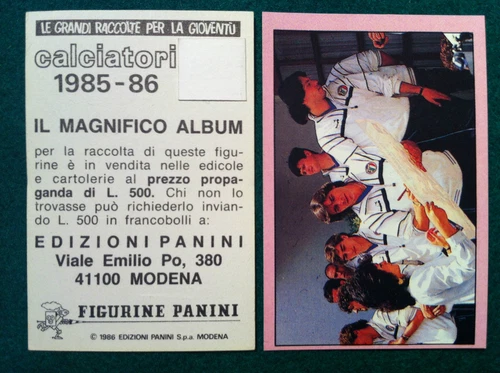 LE GRANDI RACCOLTE PER LA GIOVENTÙ
calciatori
1985-86
IL MAGNIFICO ALBUM
per la raccolta di queste figu-
rine è in vendita nelle edicole
e cartolerie al prezzo propa-
ganda di L. 500. Chi non lo
trovasse può richiederlo invian-
do L. 500 in francobolli a:
EDIZIONI PANINI
Viale Emilio Po, 380
41100 MODENA
FIGURINE PANINI
© 1986 EDIZIONI PANINI S.p.a. MODENA